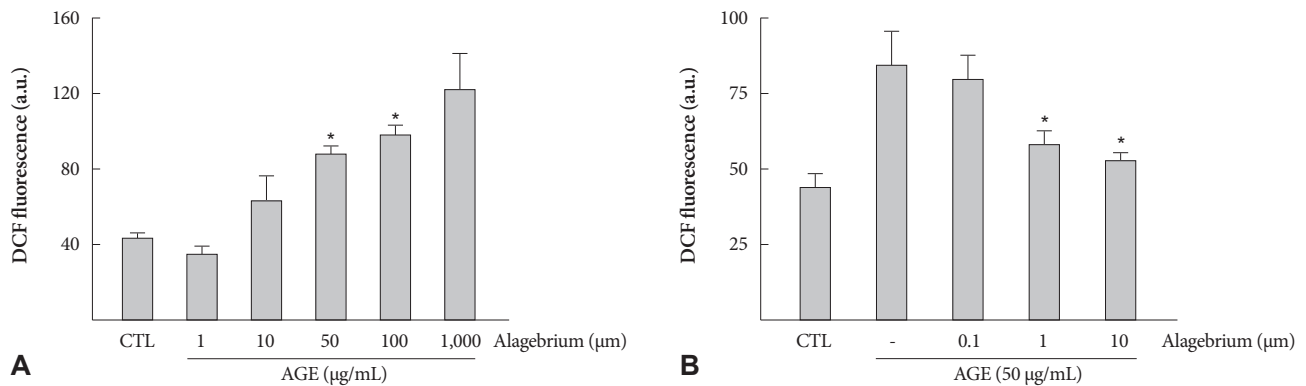 160
120
80
40
DCF fluorescence (a.u.)
*
*
CTL 1 10 50 100 1,000 Alagebrium (μm)
AGE (μg/mL)
A
100
75
50
25
DCF fluorescence (a.u.)
*
*
CTL - 0.1 1 10 Alagebrium (μm)
AGE (50 μg/mL)
B